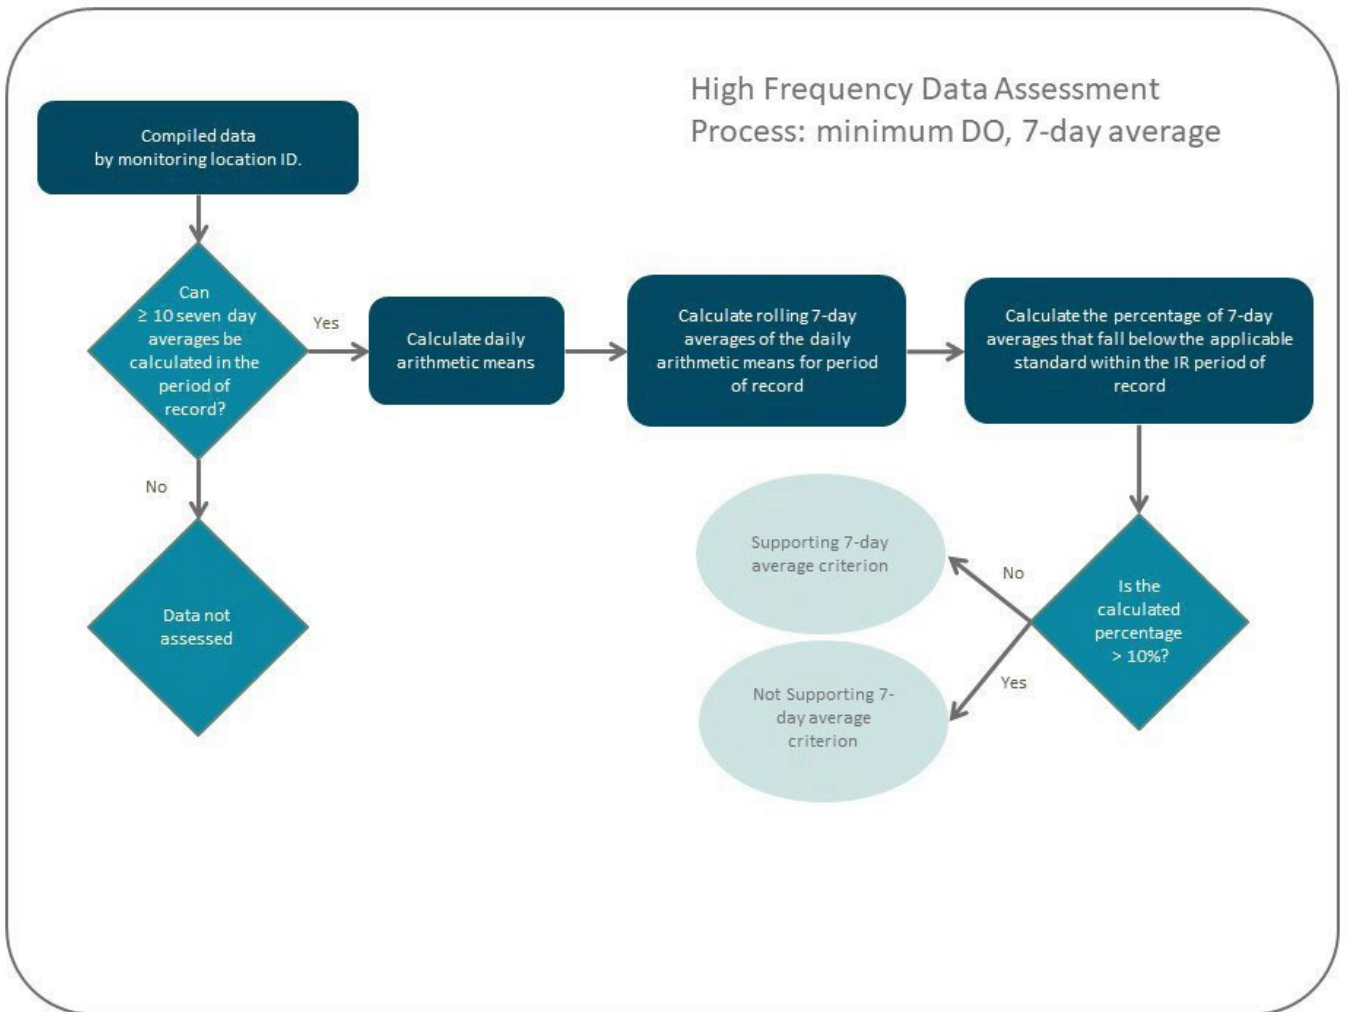 High Frequency Data Assessment
Process: minimum DO, 7-day average
Compiled data
by monitoring location ID.
Can
≥ 10 seven day
averages be
calculated in the
period of
record?
Yes
No
Data not
assessed
Calculate daily
arithmetic means
Calculate rolling 7-day
averages of the daily
arithmetic means for period
of record
Calculate the percentage of 7-day
averages that fall below the applicable
standard within the IR period of
record
Is the
calculated
percentage
> 10%?
No
Yes
Supporting 7-day
average criterion
Not Supporting 7-
day average
criterion